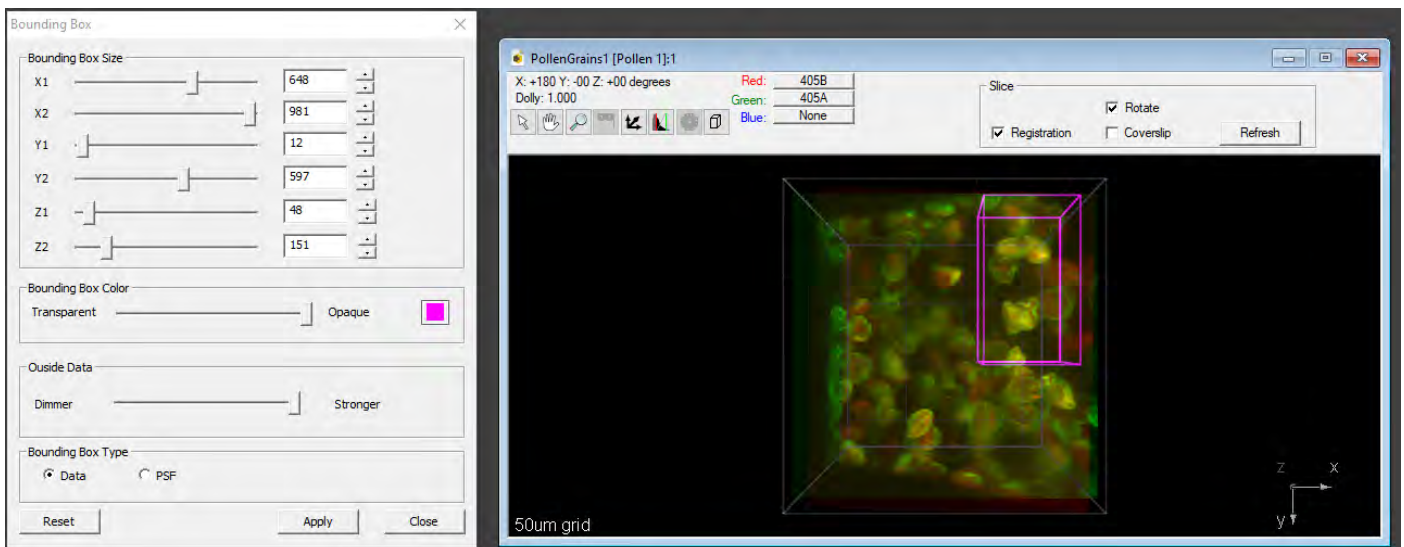 Bounding Box
Bounding Box Size
X1 648
X2 981
Y1 12
Y2 597
Z1 48
Z2 151
Bounding Box Color
Transparent Opaque
Ouside Data
Dimmer Stronger
Bounding Box Type
Data PSF
Reset Apply Close
PollenGrains1 [Pollen 1]:1
X: +180 Y: -00 Z: +00 degrees
Dolly: 1.000
Red: 405B
Green: 405A
Blue: None
Slice
Rotate
Registration Coverslip Refresh
50um grid
Z X
y